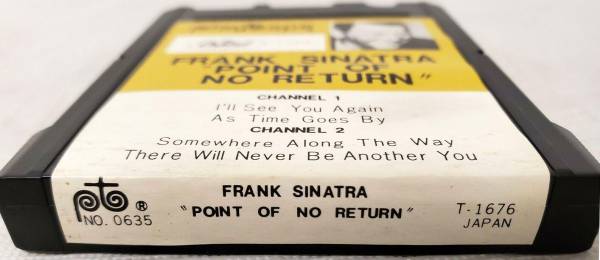 FRANK SINATRA
"POINT OF
NO RETURN"
CHANNEL 1
I'll See You Again
As Time Goes By
CHANNEL 2
Somewhere Along The Way
There Will Never Be Another You
pts ®
NO. 0635
FRANK SINATRA
"POINT OF NO RETURN"
T-1676
JAPAN